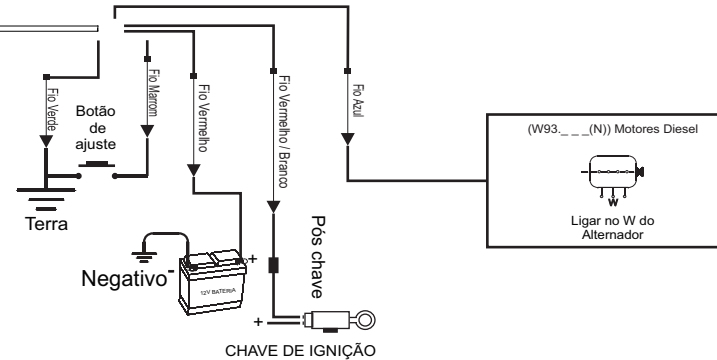 Fio Verde
Botão
de
ajuste
Fio Marrom
Fio Vermelho
Fio Vermelho / Branco
Fio Azul
(W93._ _ _(N)) Motores Diesel
W
Ligar no W do
Alternador
Terra
Negativo
-
+
12V BATERIA
Pós chave
+
CHAVE DE IGNIÇÃO